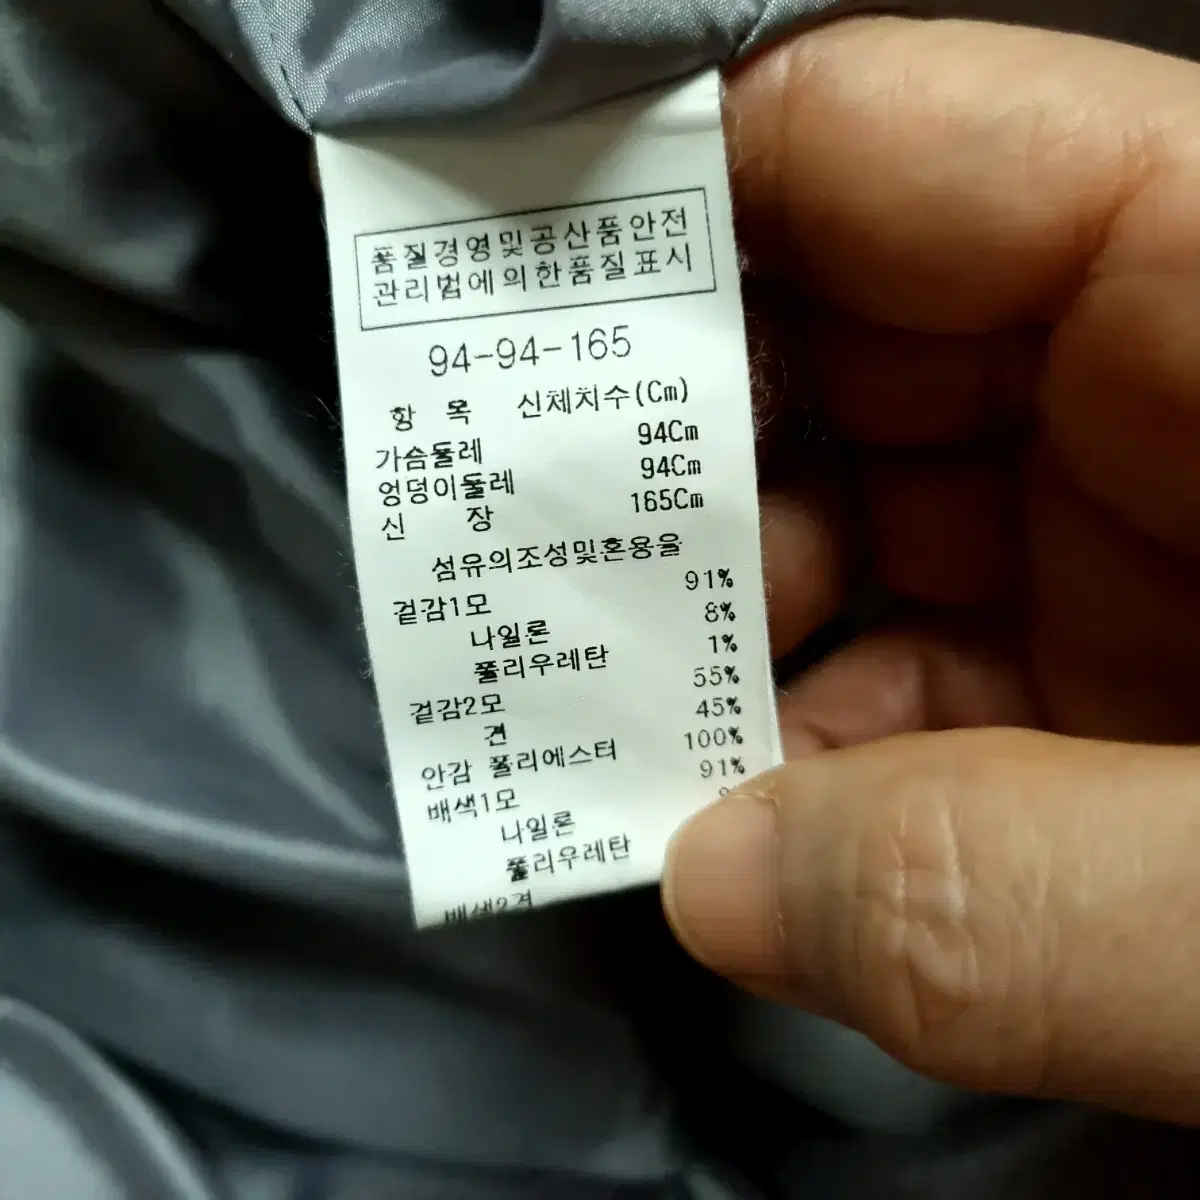 품질경영및공산품안전
관리법에의한품질표시
94-94-165
항 목 신체치수(Cm)
가슴둘레 94Cm
엉덩이둘레 94Cm
신 장 165Cm
섬유의조성및혼용율
겉감1모 91%
나일론 8%
폴리우레탄 1%
겉감2모 55%
견 45%
안감 폴리에스터 100%
배색1모 91%
나일론
폴리우레탄
배색2견